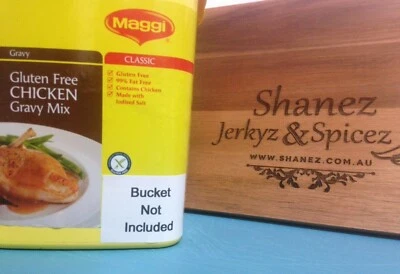 Maggi
Gravy
CLASSIC
Gluten Free
CHICKEN
Gravy Mix
Gluten Free
99% Fat Free
Contains Chicken
Made with
Iodised Salt
Bucket
Not
Included
Shanez
Jerkyz & Spicez
WWW.SHANEZ.COM.AU